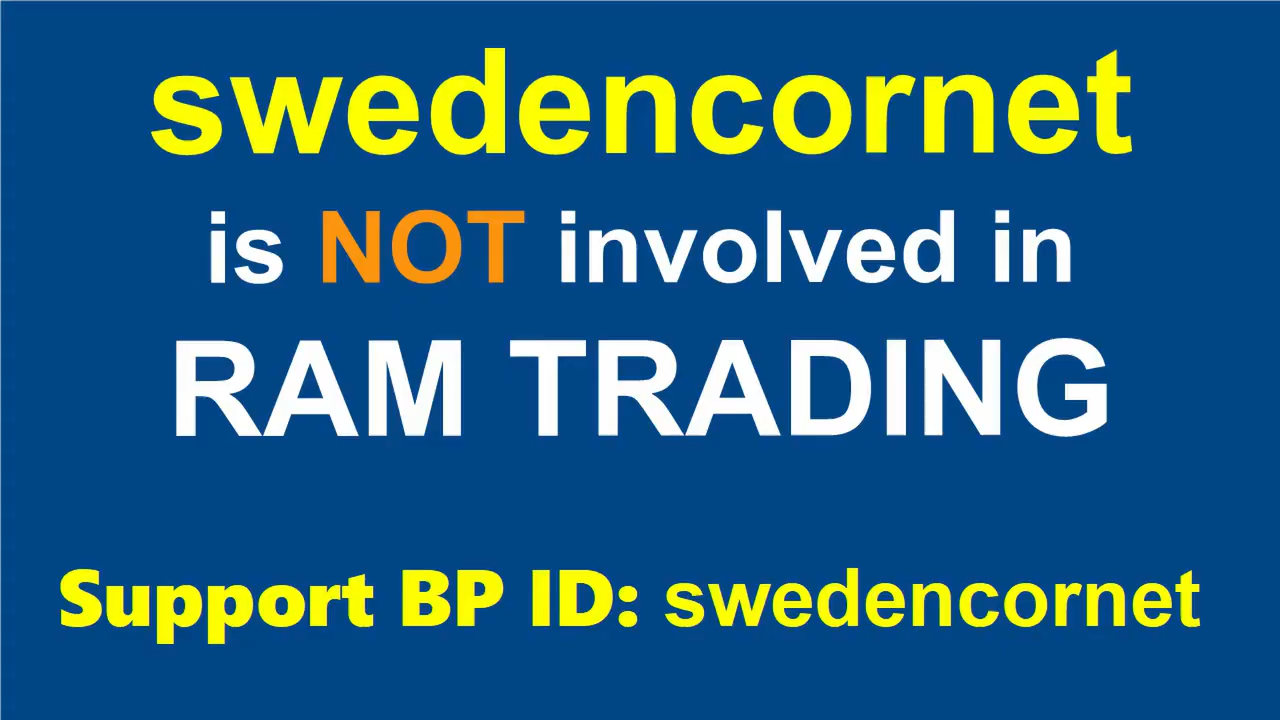 swedencornet
is NOT involved in
RAM TRADING
Support BP ID: swedencornet